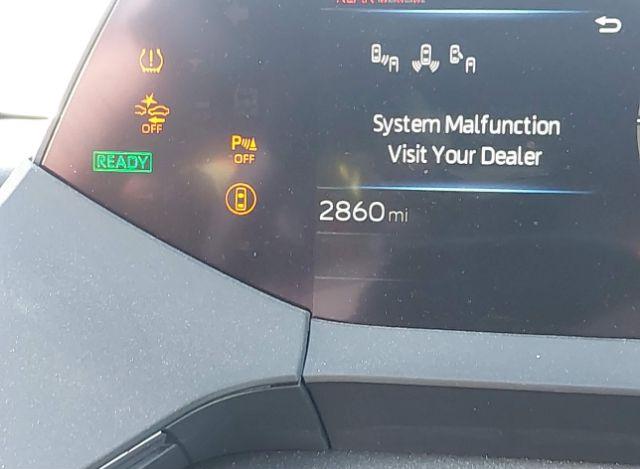 OFF
READY
P
OFF
System Malfunction
Visit Your Dealer
2860 mi